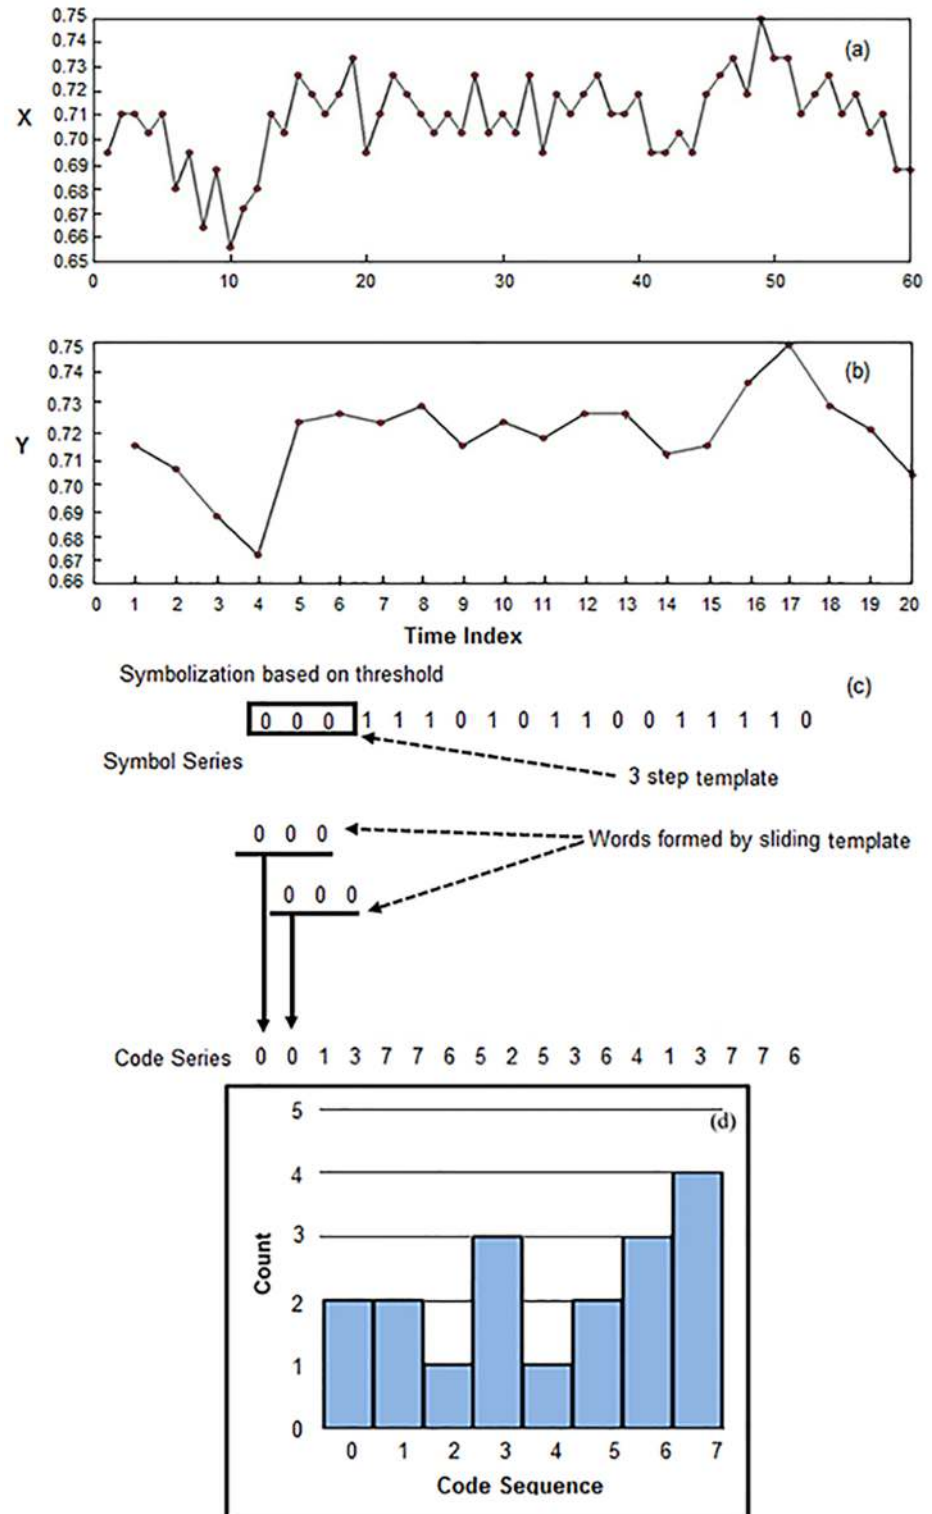 0.75
0.74
0.73
0.72
0.71
0.70
0.69
0.68
0.67
0.66
0.65
X
(a)
0 10 20 30 40 50 60
0.75
0.74
0.73
0.72
0.71
0.70
0.69
0.68
0.67
0.66
Y
(b)
0 1 2 3 4 5 6 7 8 9 10 11 12 13 14 15 16 17 18 19 20
Time Index
Symbolization based on threshold
(c)
0 0 0 1 1 1 0 1 0 1 1 0 0 1 1 1 1 0
Symbol Series
3 step template
0 0 0
Words formed by sliding template
0 0 0
Code Series 0 0 1 3 7 7 6 5 2 5 3 6 4 1 3 7 7 6
(d)
5
4
3
2
1
0
Count
0 1 2 3 4 5 6 7
Code Sequence